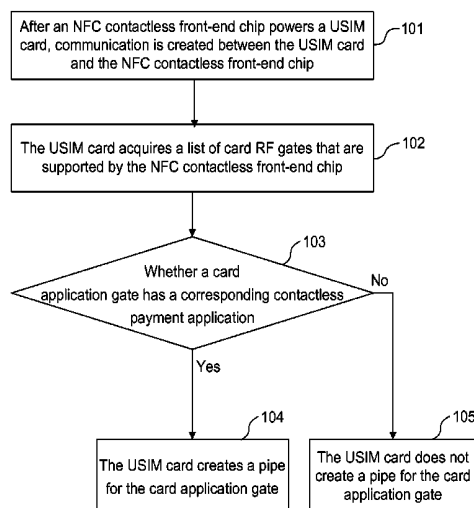 After an NFC contactless front-end chip powers a USIM
card, communication is created between the USIM card
and the NFC contactless front-end chip
101
The USIM card acquires a list of card RF gates that are
supported by the NFC contactless front-end chip
102
103
Whether a card
application gate has a corresponding contactless
payment application
No
Yes
104
The USIM card creates a pipe
for the card application gate
105
The USIM card does not
create a pipe for the card
application gate